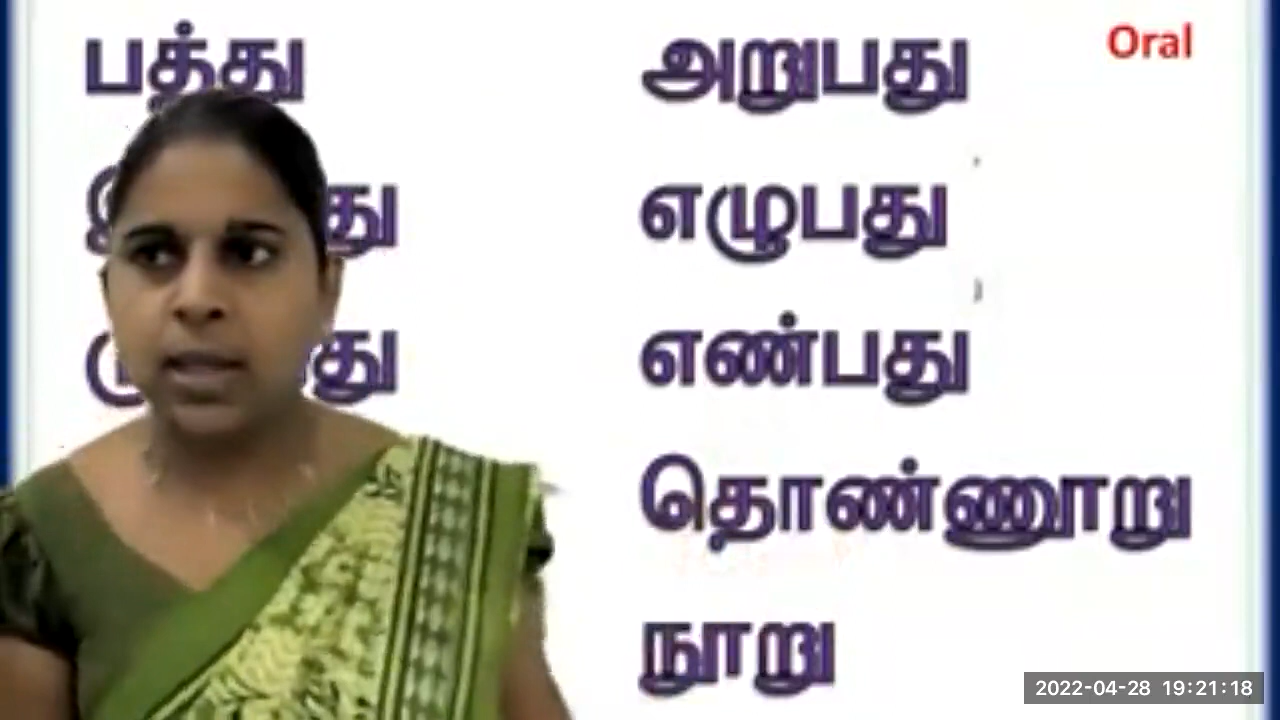 பத்து
அறுபது
Oral
எழுபது
எண்பது
தொண்ணூறு
நூறு
2022-04-28 19:21:18